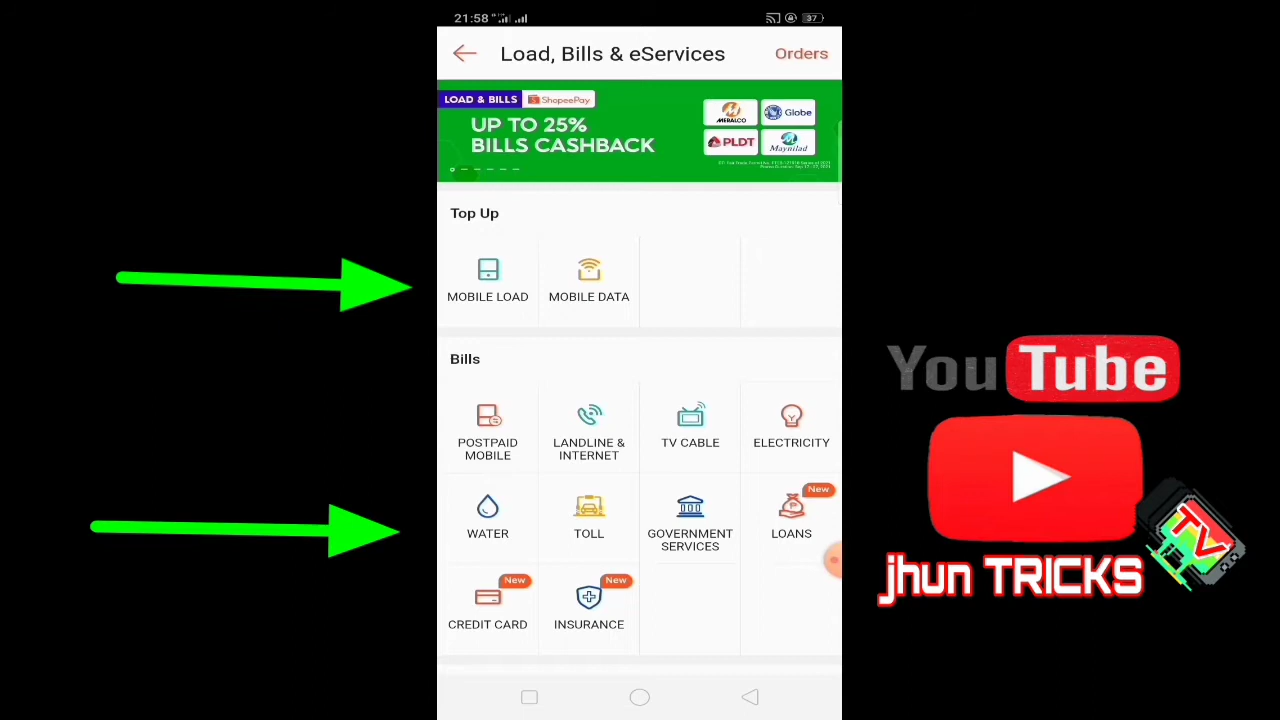 21:58
37
Load, Bills & eServices
Orders
LOAD & BILLS
ShopeePay
UP TO 25%
BILLS CASHBACK
MERALCO
Globe
PLDT
Maynilad
Top Up
MOBILE LOAD
MOBILE DATA
Bills
POSTPAID
MOBILE
LANDLINE &
INTERNET
TV CABLE
ELECTRICITY
WATER
TOLL
GOVERNMENT
SERVICES
New
LOANS
New
CREDIT CARD
New
INSURANCE
YouTube
jhun TRICKS
TV